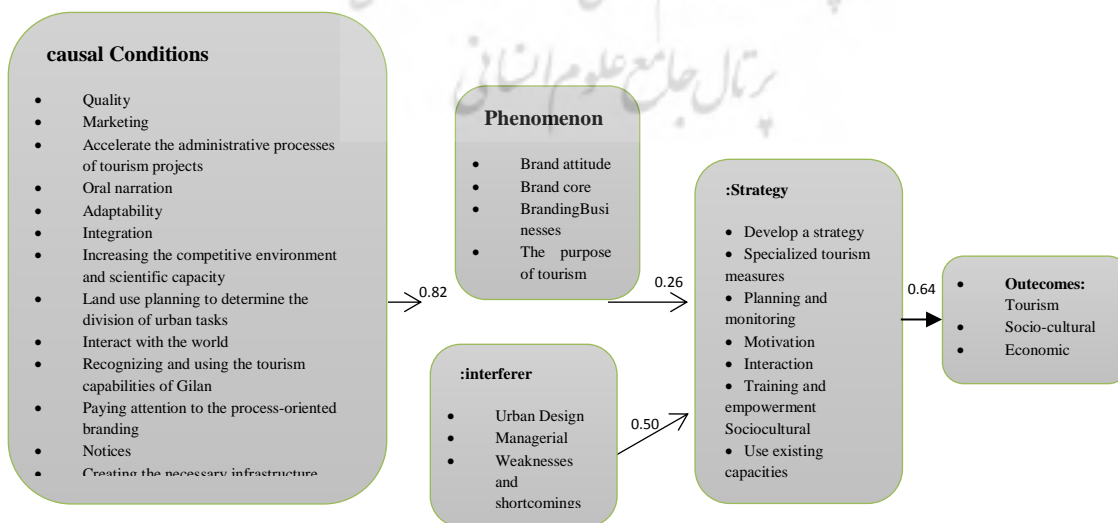 پرتال جامع علوم انسانی
causal Conditions
• Quality
• Marketing
• Accelerate the administrative processes
of tourism projects
• Oral narration
• Adaptability
• Integration
• Increasing the competitive environment
and scientific capacity
• Land use planning to determine the
division of urban tasks
• Interact with the world
• Recognizing and using the tourism
capabilities of Gilan
• Paying attention to the process-oriented
branding
• Notices
• Creating the necessary infrastructure
0.82
Phenomenon
• Brand attitude
• Brand core
• BrandingBusi
nesses
• The purpose
of tourism
0.26
:interferer
• Urban Design
• Managerial
• Weaknesses
and
shortcomings
0.50
:Strategy
• Develop a strategy
• Specialized tourism
measures
• Planning and
monitoring
• Motivation
• Interaction
• Training and
empowerment
Sociocultural
• Use existing
capacities
0.64
• Outecomes:
Tourism
• Socio-cultural
• Economic